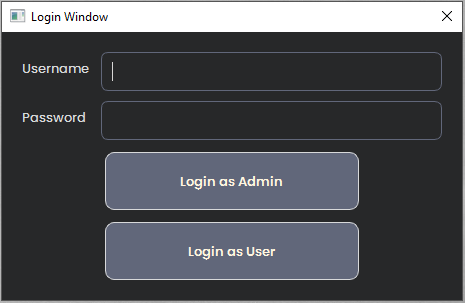 Login Window
Username
Password
Login as Admin
Login as User